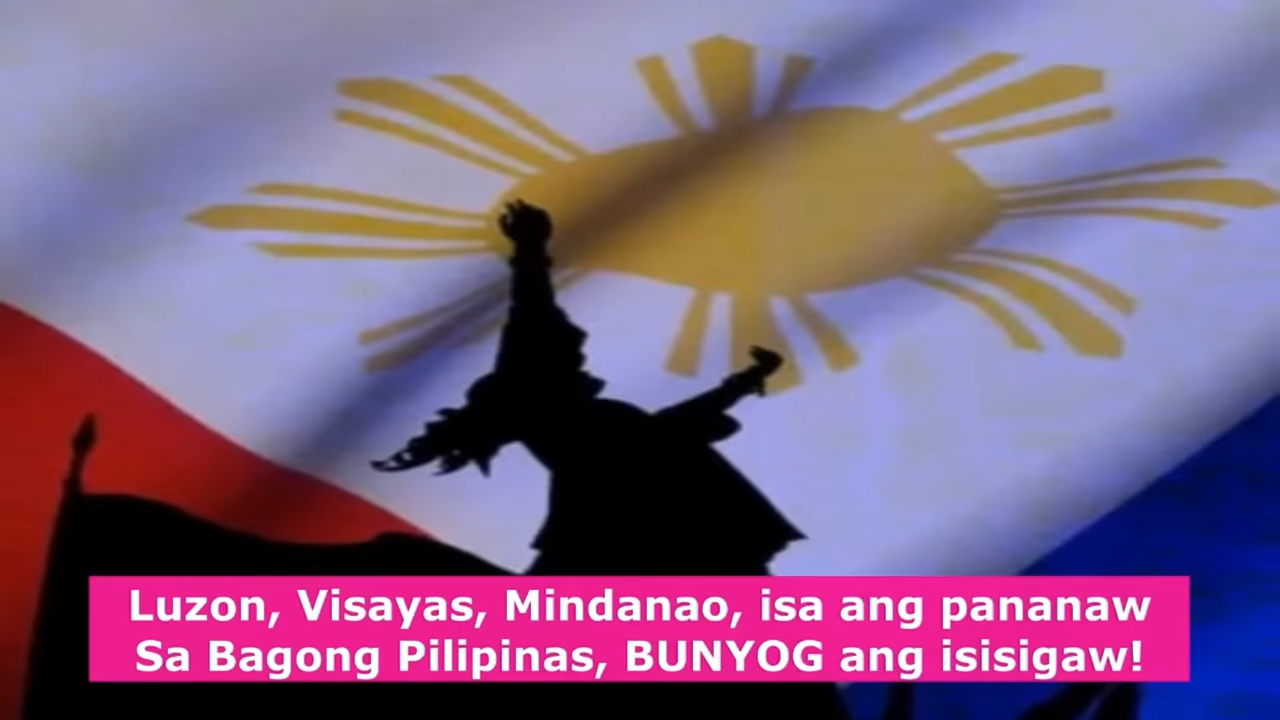 Luzon, Visayas, Mindanao, isa ang pananaw
Sa Bagong Pilipinas, BUNYOG ang isisigaw!